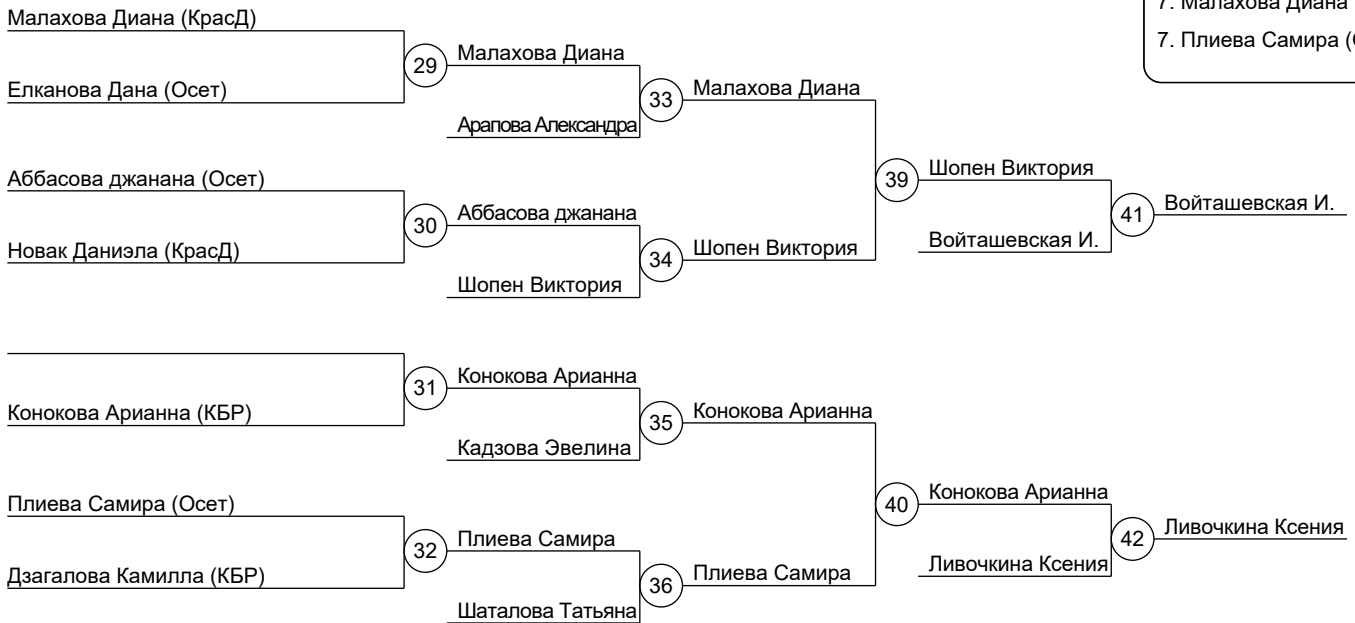 7. Малахова Диана
7. Плиева Самира (
Малахова Диана (КрасД)
Елканова Дана (Осет)
29
Малахова Диана
Арапова Александра
33
Малахова Диана
Аббасова джанана (Осет)
Новак Даниэла (КрасД)
30
Аббасова джанана
Шопен Виктория
34
Шопен Виктория
39
Шопен Виктория
Войташевская И.
41
Войташевская И.
Конокова Арианна (КБР)
31
Конокова Арианна
Кадзова Эвелина
35
Конокова Арианна
Плиева Самира (Осет)
Дзагалова Камилла (КБР)
32
Плиева Самира
Шаталова Татьяна
36
Плиева Самира
40
Конокова Арианна
Ливочкина Ксения
42
Ливочкина Ксения